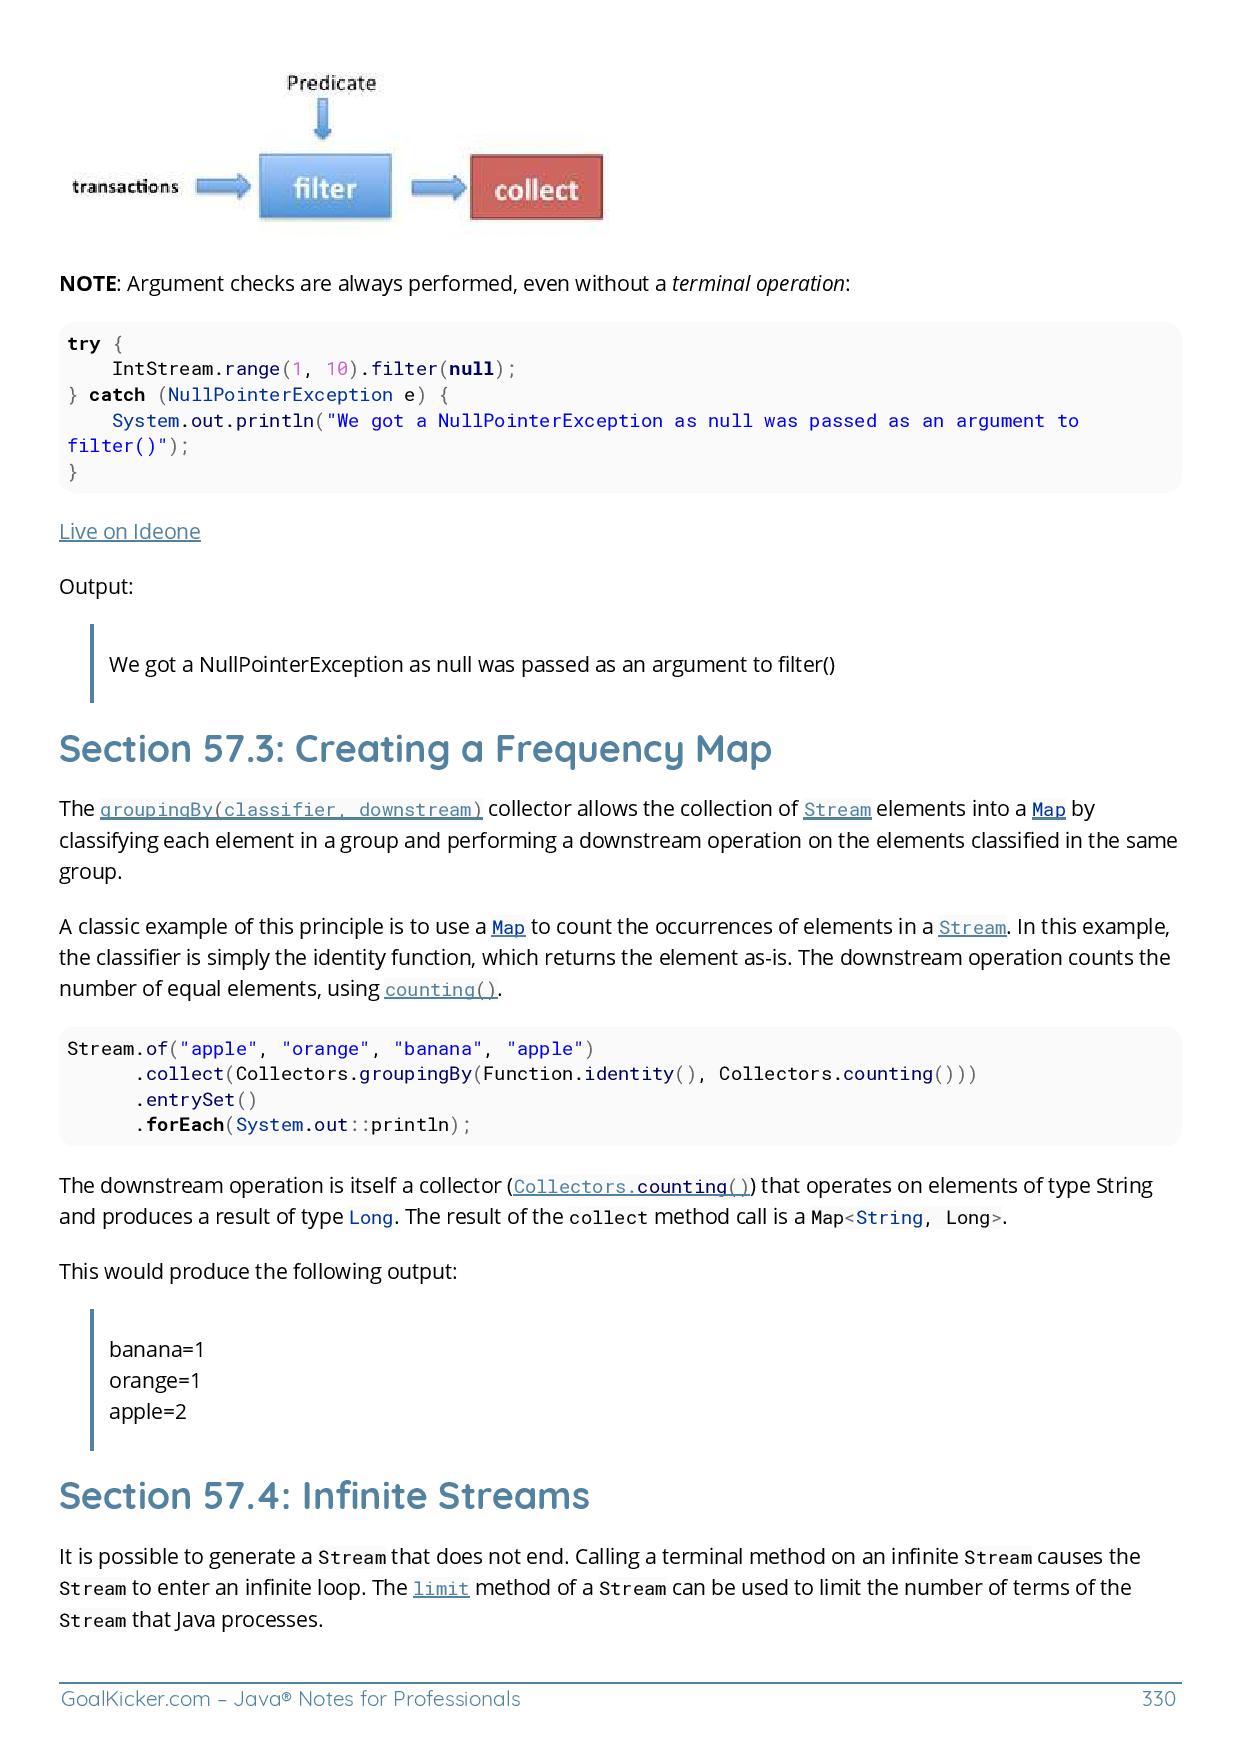 Predicate
transactions
filter
collect
NOTE: Argument checks are always performed, even without a terminal operation:
try {
    IntStream.range(1, 10).filter(null);
} catch (NullPointerException e) {
    System.out.println("We got a NullPointerException as null was passed as an argument to
filter()");
}
Live on Ideone
Output:
We got a NullPointerException as null was passed as an argument to filter()
Section 57.3: Creating a Frequency Map
The groupingBy(classifier, downstream) collector allows the collection of Stream elements into a Map by
classifying each element in a group and performing a downstream operation on the elements classified in the same
group.
A classic example of this principle is to use a Map to count the occurrences of elements in a Stream. In this example,
the classifier is simply the identity function, which returns the element as-is. The downstream operation counts the
number of equal elements, using counting().
Stream.of("apple", "orange", "banana", "apple")
      .collect(Collectors.groupingBy(Function.identity(), Collectors.counting()))
      .entrySet()
      .forEach(System.out::println);
The downstream operation is itself a collector (Collectors.counting()) that operates on elements of type String
and produces a result of type Long. The result of the collect method call is a Map<String, Long>.
This would produce the following output:
banana=1
orange=1
apple=2
Section 57.4: Infinite Streams
It is possible to generate a Stream that does not end. Calling a terminal method on an infinite Stream causes the
Stream to enter an infinite loop. The limit method of a Stream can be used to limit the number of terms of the
Stream that Java processes.
GoalKicker.com – Java® Notes for Professionals
330